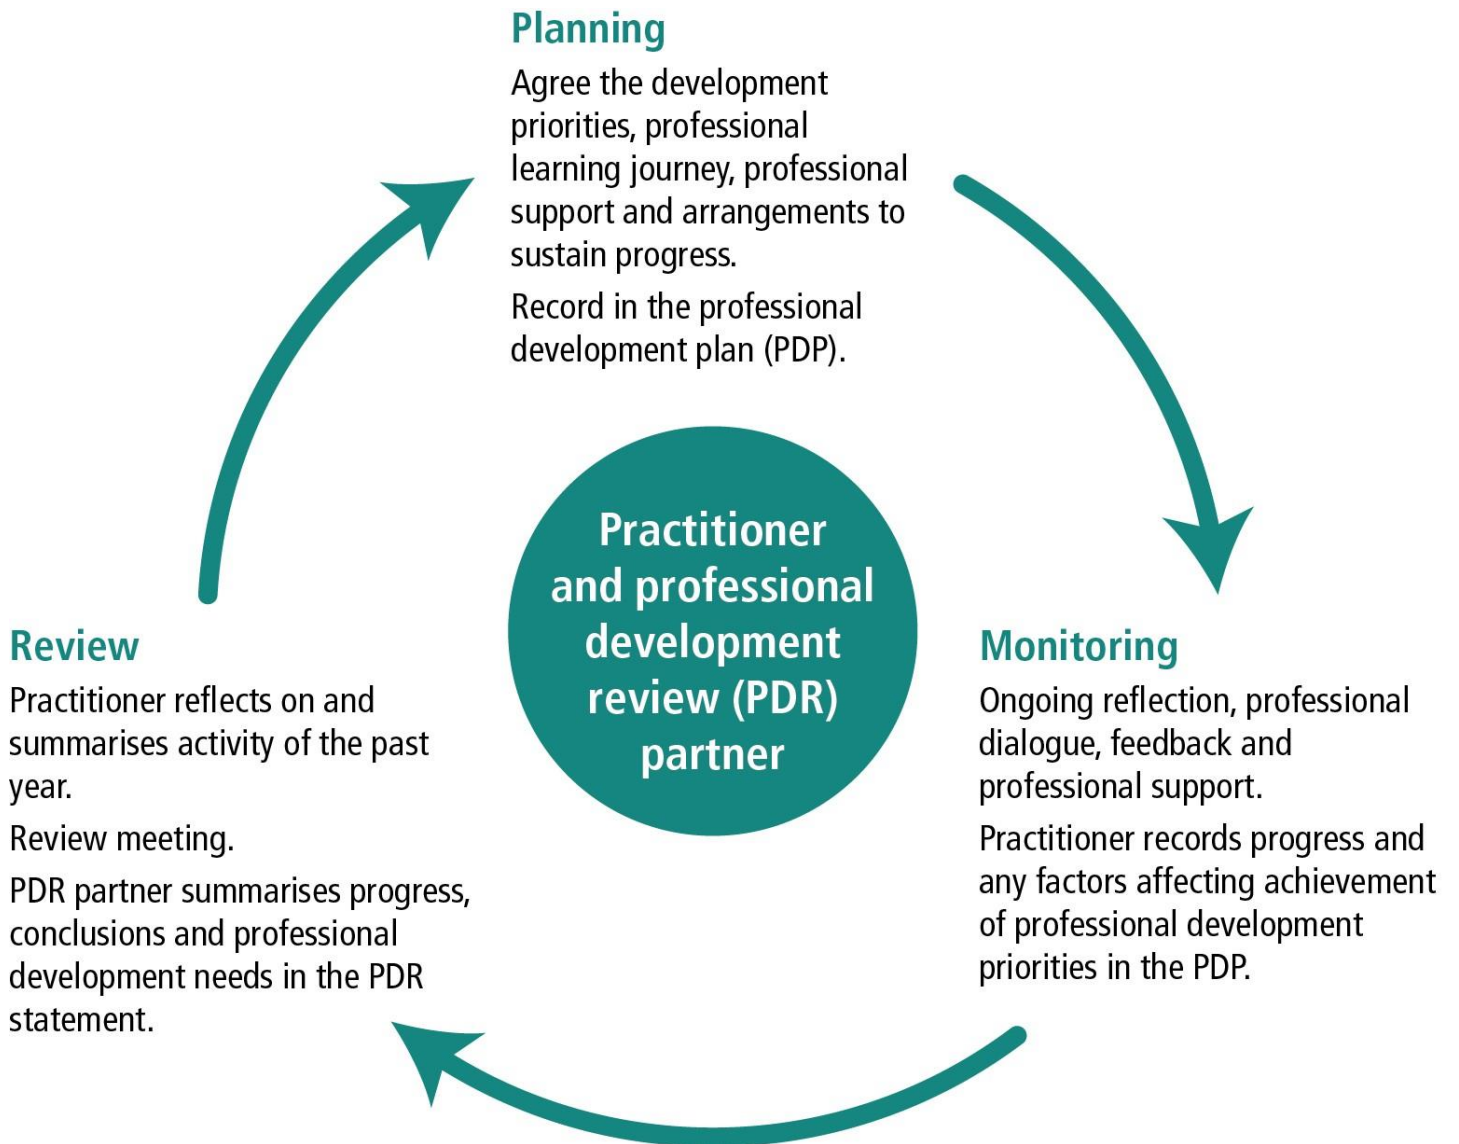 Planning
Agree the development
priorities, professional
learning journey, professional
support and arrangements to
sustain progress.
Record in the professional
development plan (PDP).
Practitioner
and professional
development
review (PDR)
partner
Monitoring
Ongoing reflection, professional
dialogue, feedback and
professional support.
Practitioner records progress and
any factors affecting achievement
of professional development
priorities in the PDP.
Review
Practitioner reflects on and
summarises activity of the past
year.
Review meeting.
PDR partner summarises progress,
conclusions and professional
development needs in the PDR
statement.